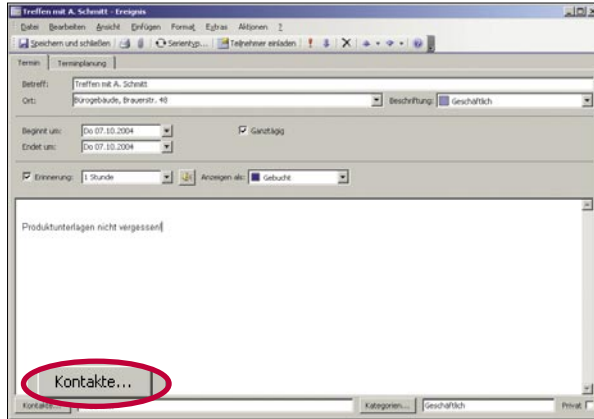 Treffen mit A. Schmitt - Ereignis
Datei Bearbeiten Ansicht Einfügen Format Extras Aktionen ?
Speichern und schließen Serientyp... Teilnehmer einladen
Termin Terminplanung
Betreff: Treffen mit A. Schmitt
Ort: Bürogebäude, Brauerstr. 48 Beschriftung: Geschäftlich
Beginnt um: Do 07.10.2004 Ganztägig
Endet um: Do 07.10.2004
Erinnerung: 1 Stunde Anzeigen als: Gebucht
Produktunterlagen nicht vergessen!
Kontakte...
Kontakte... Kategorien... Geschäftlich Privat